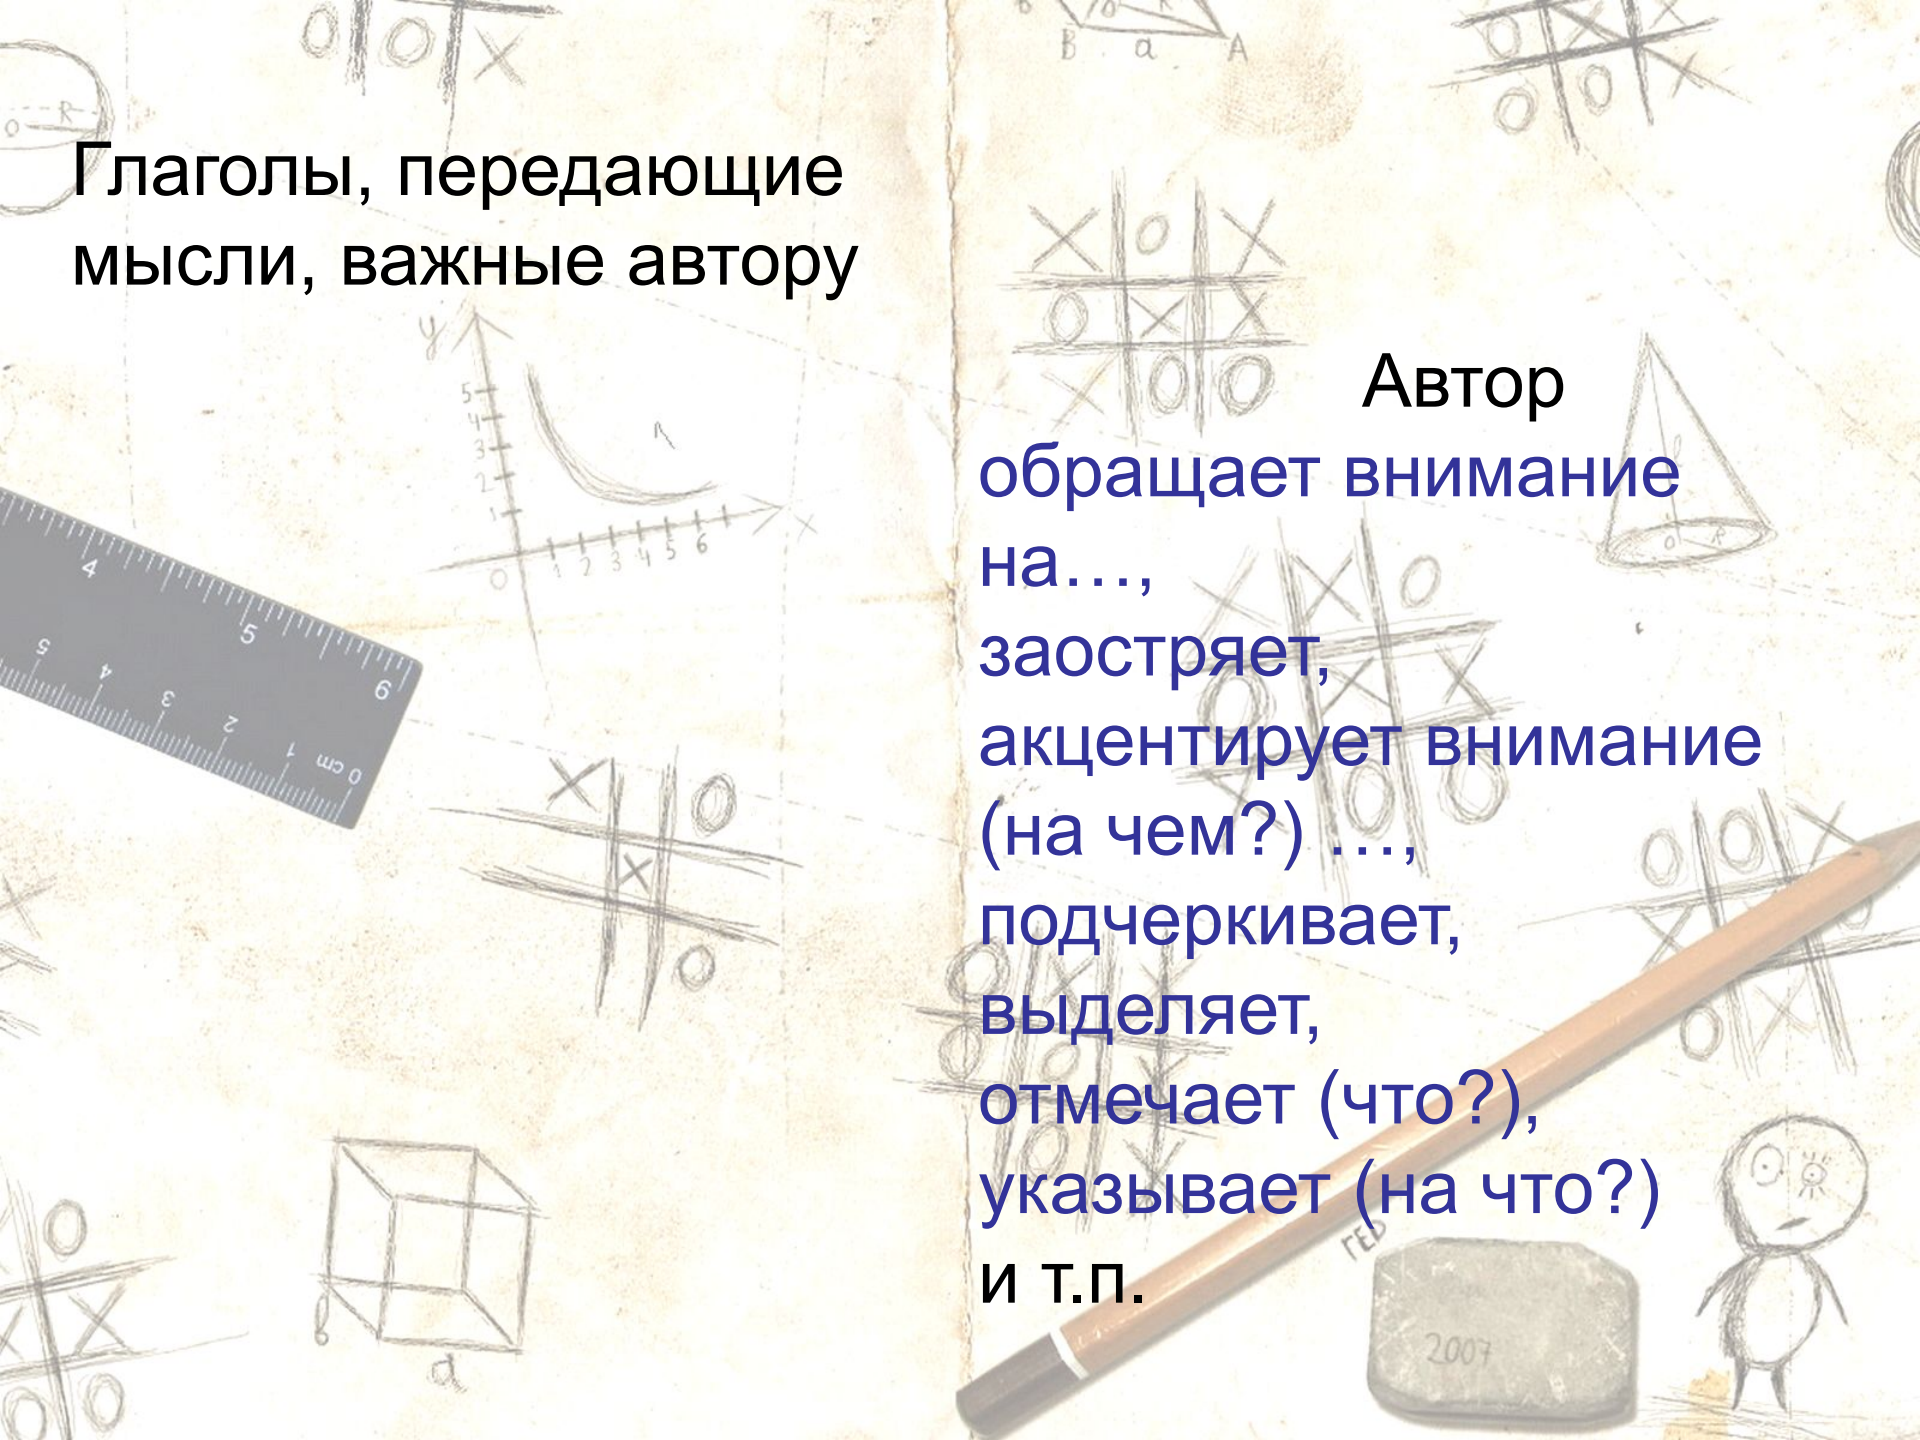 Глаголы, передающие
мысли, важные автору
Автор
обращает внимание
на…,
заостряет,
акцентирует внимание
(на чем?) …,
подчеркивает,
выделяет,
отмечает (что?),
указывает (на что?)
и т.п.
2007